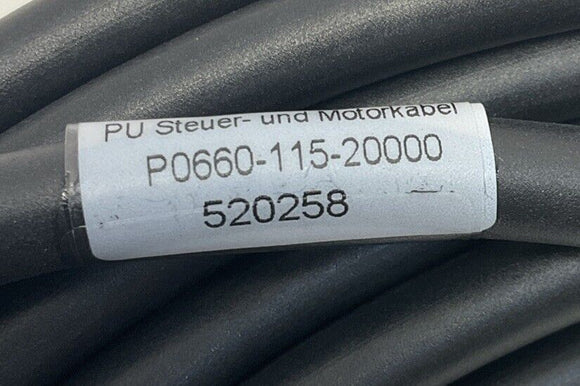 PU Steuer- und Motorkabel
P0660-115-20000
520258